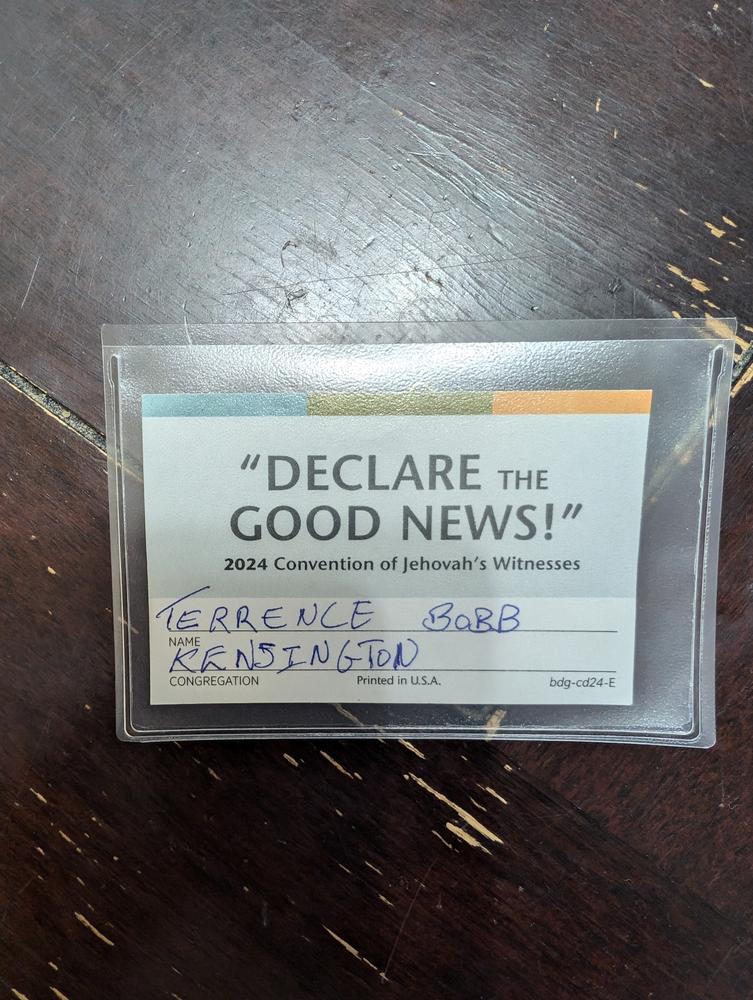 “DECLARE THE
GOOD NEWS!”
2024 Convention of Jehovah’s Witnesses
TERRENCE BOBB
NAME
KENSINGTON
CONGREGATION Printed in U.S.A. bdg-cd24-E